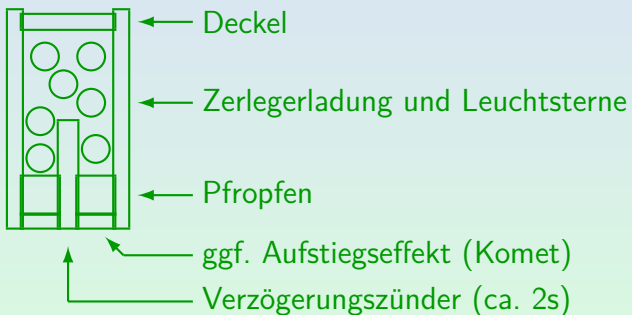 Deckel
Zerlegerladung und Leuchtsterne
Pfropfen
ggf. Aufstiegseffekt (Komet)
Verzögerungszünder (ca. 2s)